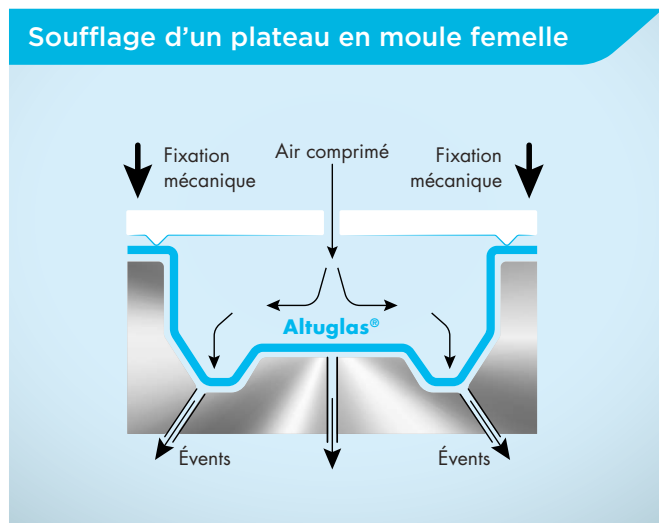 Soufflage d'un plateau en moule femelle
Fixation
mécanique
Air comprimé
Fixation
mécanique
Altuglas®
Évents
Évents